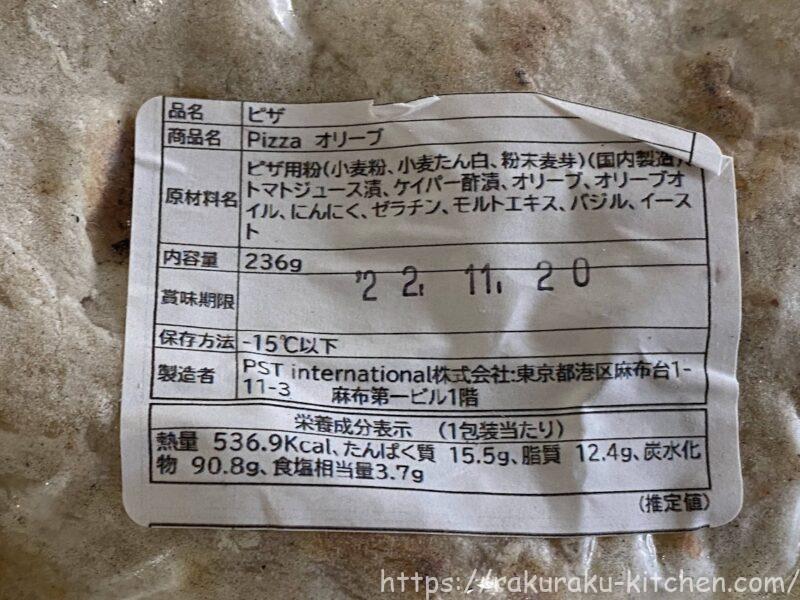 品名 ピザ
商品名 Pizza オリーブ
原材料名 ピザ用粉(小麦粉、小麦たん白、粉末麦芽)(国内製造)、
トマトジュース漬、ケイパー酢漬、オリーブ、オリーブオ
イル、にんにく、ゼラチン、モルトエキス、バジル、イース
ト
内容量 236g
賞味期限 '22. 11. 20
保存方法 -15℃以下
製造者 PST international株式会社:東京都港区麻布台1-
11-3 麻布第一ビル1階
栄養成分表示 (1包装当たり)
熱量 536.9Kcal、たんぱく質 15.5g、脂質 12.4g、炭水化
物 90.8g、食塩相当量3.7g
(推定値)
https://rakuraku-kitchen.com/